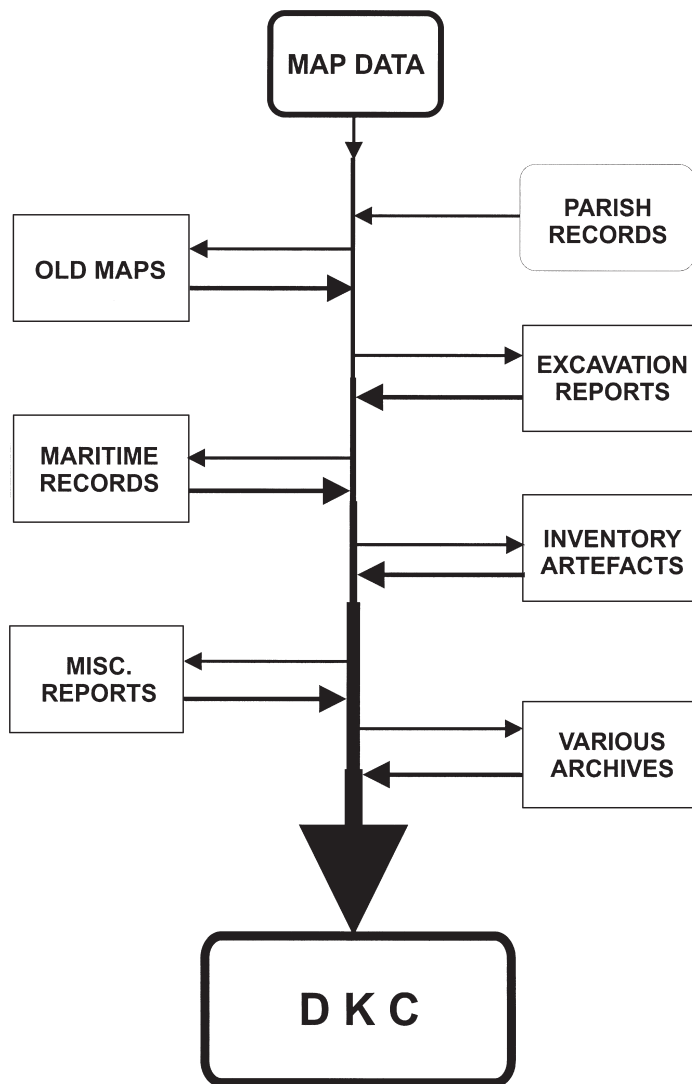 MAP DATA
PARISH
RECORDS
OLD MAPS
EXCAVATION
REPORTS
MARITIME
RECORDS
INVENTORY
ARTEFACTS
MISC.
REPORTS
VARIOUS
ARCHIVES
D K C